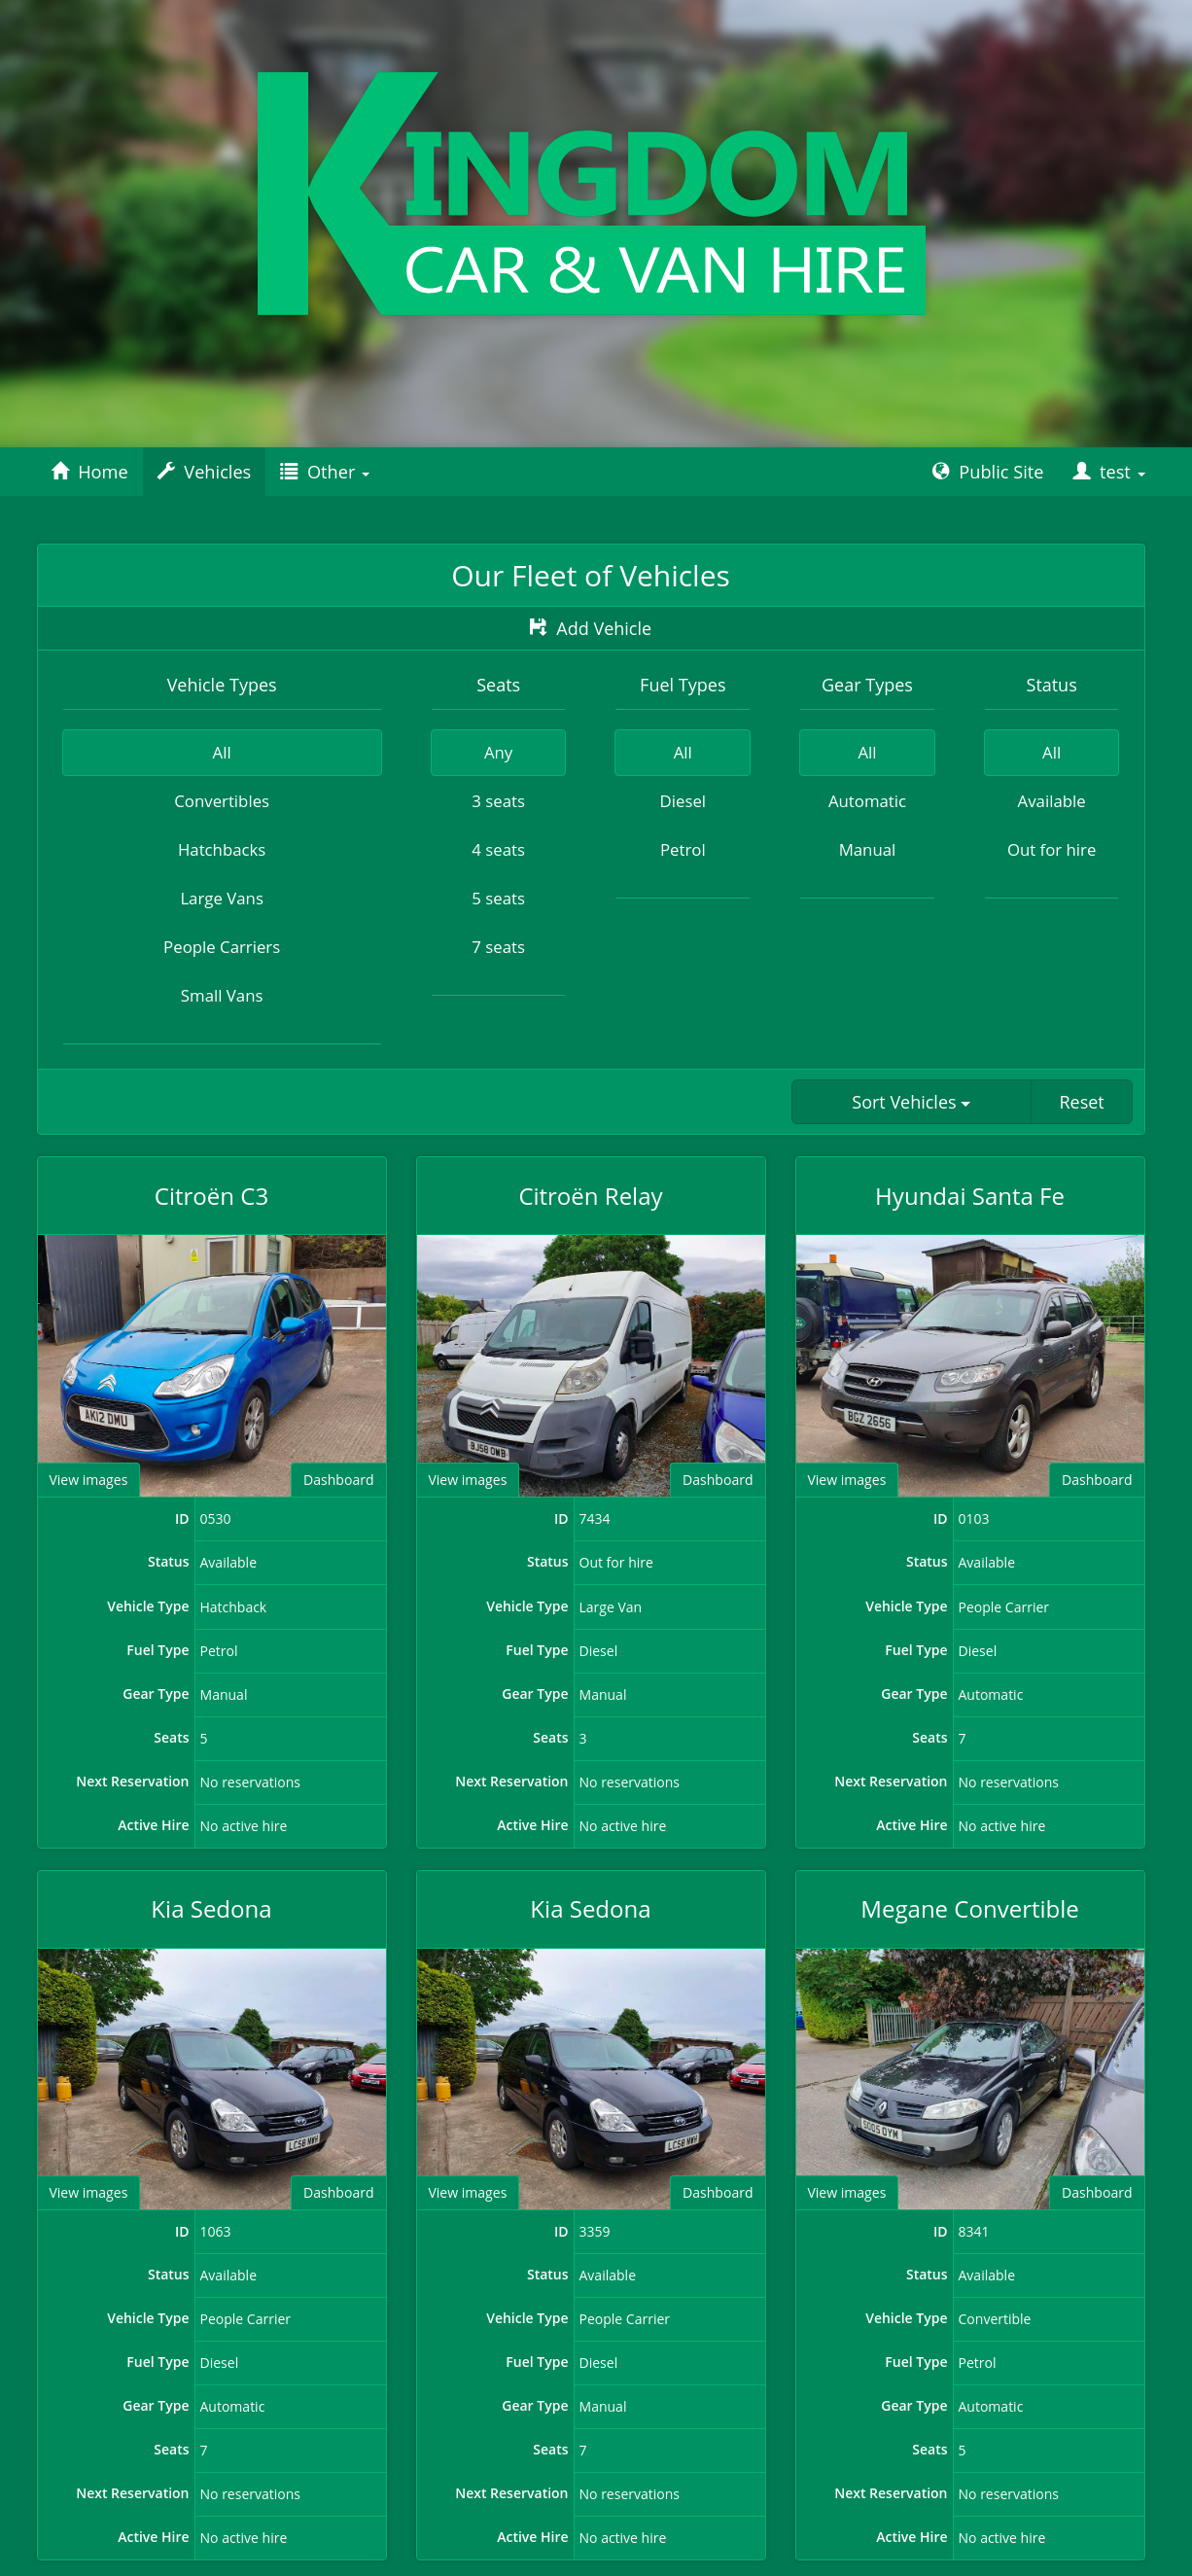 KINGDOM
CAR & VAN HIRE
Home Vehicles Other Public Site test
Our Fleet of Vehicles
Add Vehicle
Vehicle Types Seats Fuel Types Gear Types Status
All Any All All All
Convertibles 3 seats Diesel Automatic Available
Hatchbacks 4 seats Petrol Manual Out for hire
Large Vans 5 seats
People Carriers 7 seats
Small Vans
Sort Vehicles Reset
Citroën C3
AK12 DMU
View images Dashboard
ID 0530
Status Available
Vehicle Type Hatchback
Fuel Type Petrol
Gear Type Manual
Seats 5
Next Reservation No reservations
Active Hire No active hire
Citroën Relay
BJ58 OWB
View images Dashboard
ID 7434
Status Out for hire
Vehicle Type Large Van
Fuel Type Diesel
Gear Type Manual
Seats 3
Next Reservation No reservations
Active Hire No active hire
Hyundai Santa Fe
BGZ 2656
View images Dashboard
ID 0103
Status Available
Vehicle Type People Carrier
Fuel Type Diesel
Gear Type Automatic
Seats 7
Next Reservation No reservations
Active Hire No active hire
Kia Sedona
LC58 NWH
View images Dashboard
ID 1063
Status Available
Vehicle Type People Carrier
Fuel Type Diesel
Gear Type Automatic
Seats 7
Next Reservation No reservations
Active Hire No active hire
Kia Sedona
LC58 NWH
View images Dashboard
ID 3359
Status Available
Vehicle Type People Carrier
Fuel Type Diesel
Gear Type Manual
Seats 7
Next Reservation No reservations
Active Hire No active hire
Megane Convertible
View images Dashboard
ID 8341
Status Available
Vehicle Type Convertible
Fuel Type Petrol
Gear Type Automatic
Seats 5
Next Reservation No reservations
Active Hire No active hire